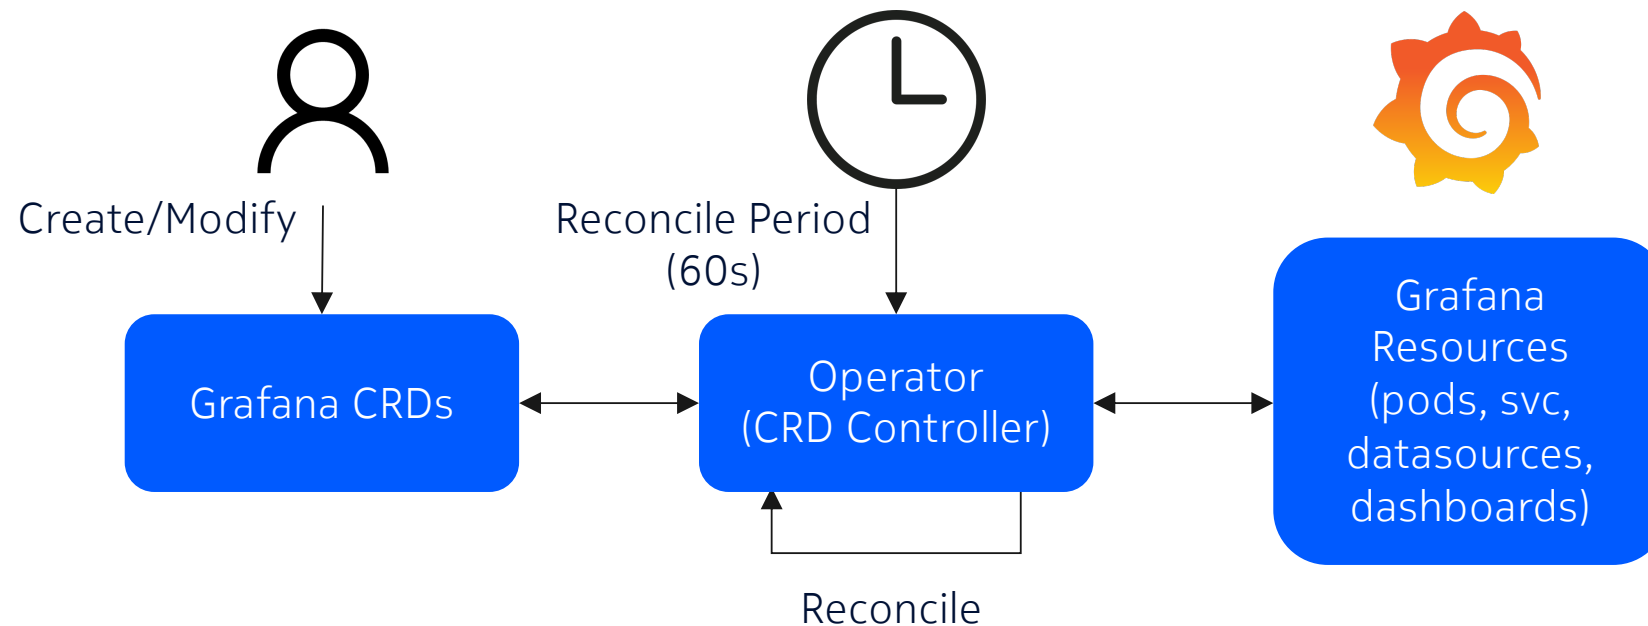 Create/Modify
Reconcile Period
(60s)
Grafana CRDs
Operator
(CRD Controller)
Grafana
Resources
(pods, svc,
datasources,
dashboards)
Reconcile